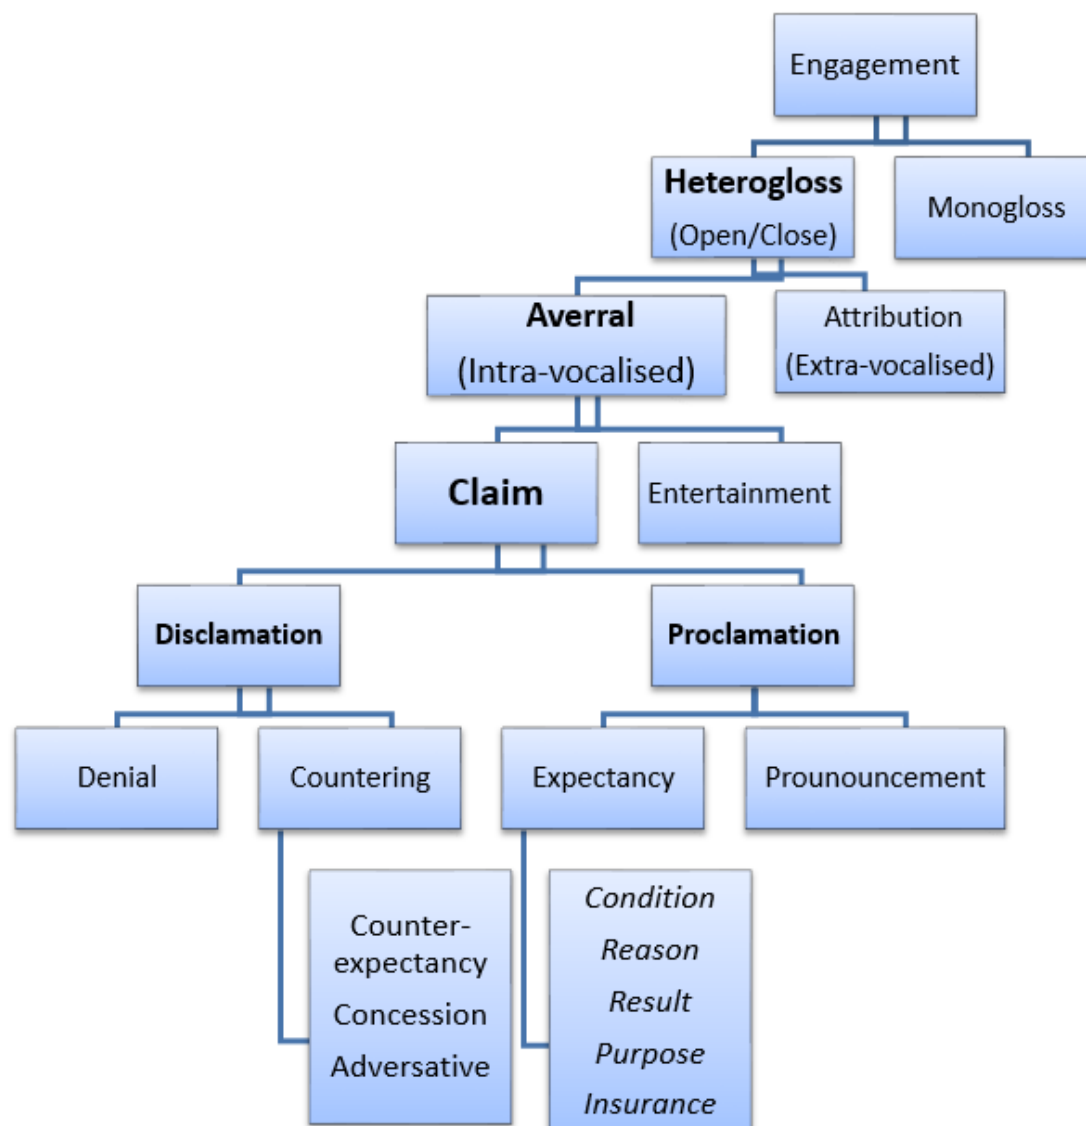 Engagement
Heterogloss
(Open/Close)
Monogloss
Averral
(Intra-vocalised)
Attribution
(Extra-vocalised)
Claim
Entertainment
Disclamation
Proclamation
Denial
Countering
Expectancy
Prounouncement
Counter-
expectancy
Concession
Adversative
Condition
Reason
Result
Purpose
Insurance